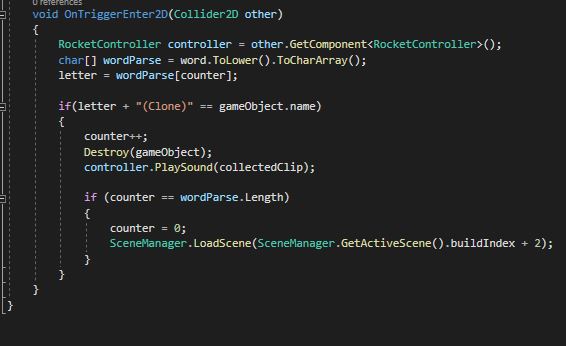 0 references
void OnTriggerEnter2D(Collider2D other)
{
RocketController controller = other.GetComponent<RocketController>();
char[] wordParse = word.ToLower().ToCharArray();
letter = wordParse[counter];
if(letter + "(Clone)" == gameObject.name)
{
counter++;
Destroy(gameObject);
controller.PlaySound(collectedClip);
if (counter == wordParse.Length)
{
counter = 0;
SceneManager.LoadScene(SceneManager.GetActiveScene().buildIndex + 2);
}
}
}
}